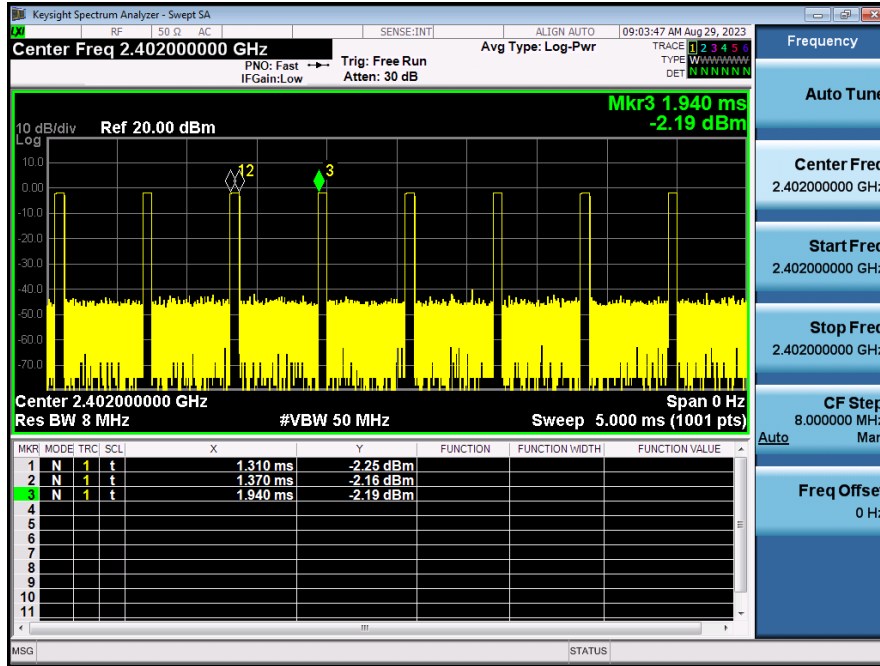 Keysight Spectrum Analyzer - Swept SA
LXI RF 50 Ω AC SENSE:INT ALIGN AUTO 09:03:47 AM Aug 29, 2023
Center Freq 2.402000000 GHz Avg Type: Log-Pwr TRACE 1 2 3 4 5 6
PNO: Fast Trig: Free Run TYPE WWWWWW
IFGain:Low Atten: 30 dB DET N N N N N N
Frequency
Mkr3 1.940 ms
-2.19 dBm
10 dB/div Ref 20.00 dBm
Log
10.0
0.00
-10.0
-20.0
-30.0
-40.0
-50.0
-60.0
-70.0
12
3
Center 2.402000000 GHz Span 0 Hz
Res BW 8 MHz #VBW 50 MHz Sweep 5.000 ms (1001 pts)
MKR MODE TRC SCL X Y FUNCTION FUNCTION WIDTH FUNCTION VALUE
1 N 1 t 1.310 ms -2.25 dBm
2 N 1 t 1.370 ms -2.16 dBm
3 N 1 t 1.940 ms -2.19 dBm
4
5
6
7
8
9
10
11
MSG STATUS
Auto Tune
Center Freq
2.402000000 GHz
Start Freq
2.402000000 GHz
Stop Freq
2.402000000 GHz
CF Step
8.000000 MHz
Auto Man
Freq Offset
0 Hz